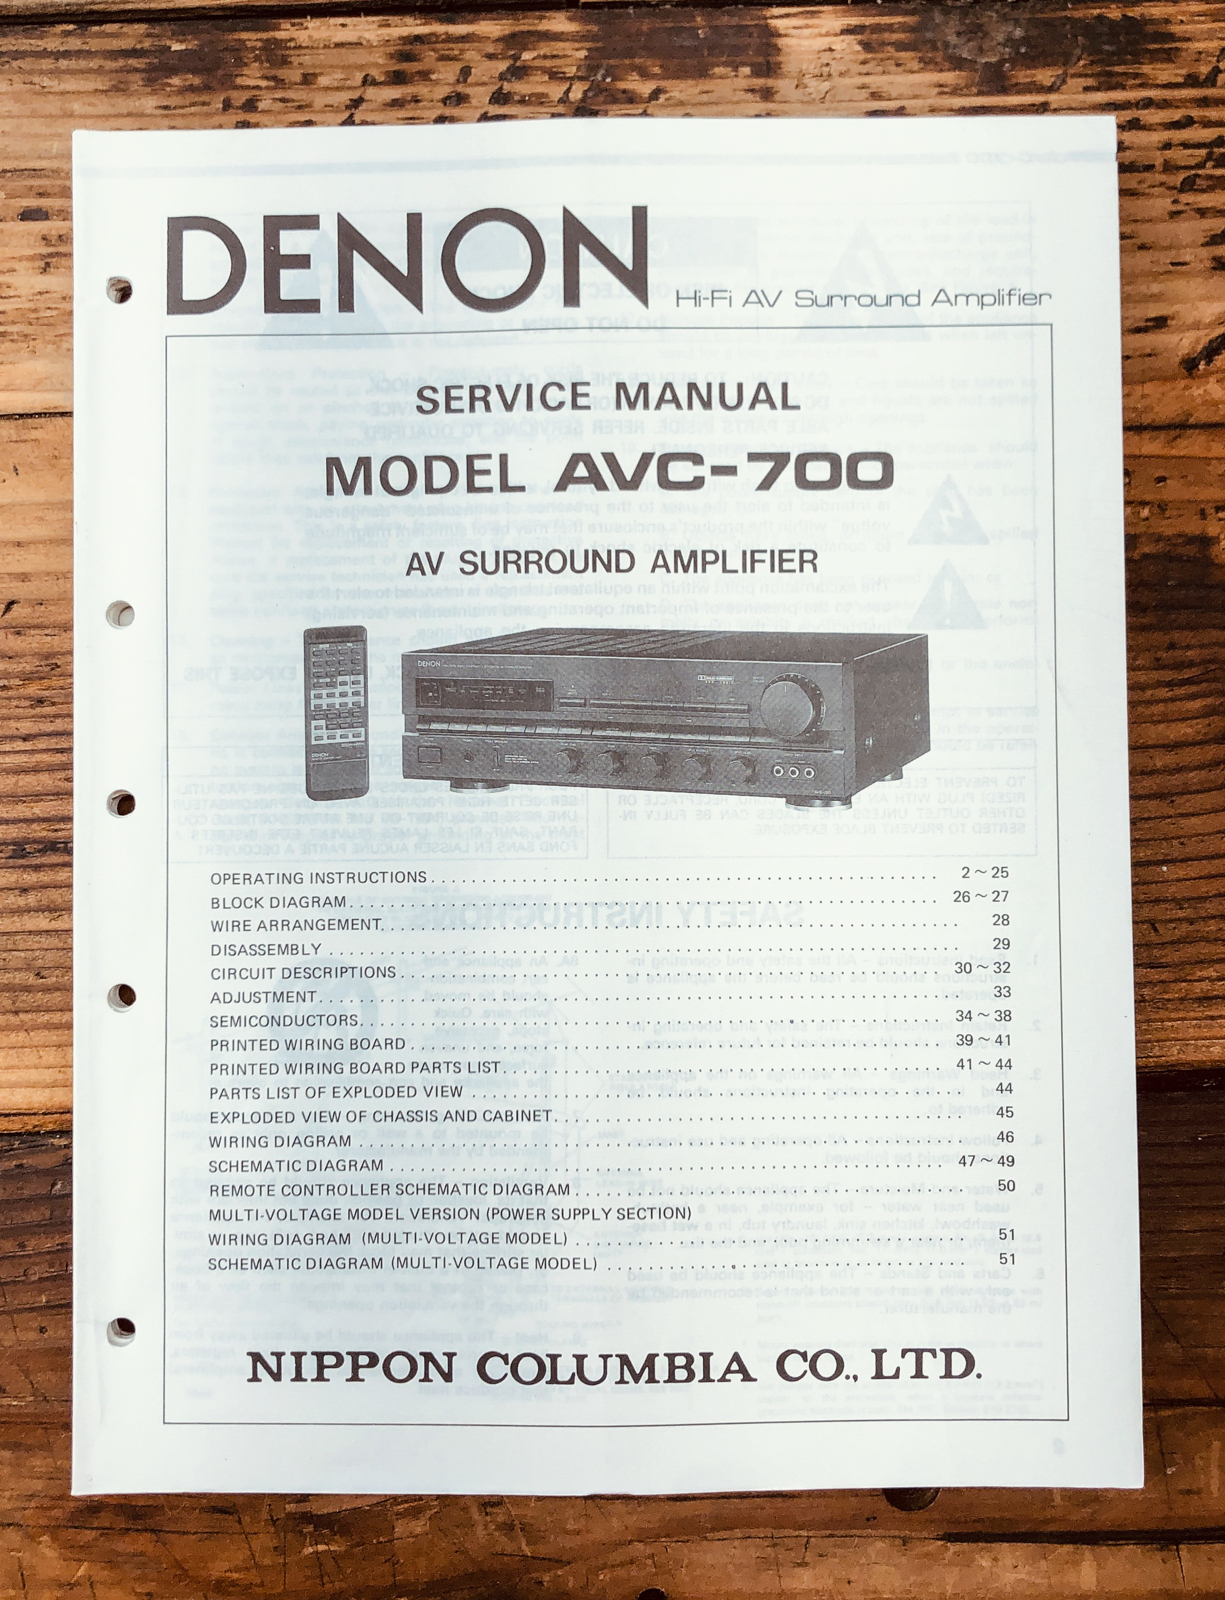 DENON Hi-Fi AV Surround Amplifier
SERVICE MANUAL
MODEL AVC-700
AV SURROUND AMPLIFIER
DENON
DENON
OPERATING INSTRUCTIONS . . . . . . . . . . 2 ~ 25
BLOCK DIAGRAM . . . . . . . . . . 26 ~ 27
WIRE ARRANGEMENT . . . . . . . . . . 28
DISASSEMBLY . . . . . . . . . . 29
CIRCUIT DESCRIPTIONS . . . . . . . . . . 30 ~ 32
ADJUSTMENT . . . . . . . . . . 33
SEMICONDUCTORS . . . . . . . . . . 34 ~ 38
PRINTED WIRING BOARD . . . . . . . . . . 39 ~ 41
PRINTED WIRING BOARD PARTS LIST . . . . . . . . . . 41 ~ 44
PARTS LIST OF EXPLODED VIEW . . . . . . . . . . 44
EXPLODED VIEW OF CHASSIS AND CABINET . . . . . . . . . . 45
WIRING DIAGRAM . . . . . . . . . . 46
SCHEMATIC DIAGRAM . . . . . . . . . . 47 ~ 49
REMOTE CONTROLLER SCHEMATIC DIAGRAM . . . . . . . . . . 50
MULTI-VOLTAGE MODEL VERSION (POWER SUPPLY SECTION)
WIRING DIAGRAM (MULTI-VOLTAGE MODEL) . . . . . . . . . . 51
SCHEMATIC DIAGRAM (MULTI-VOLTAGE MODEL) . . . . . . . . . . 51
NIPPON COLUMBIA CO., LTD.